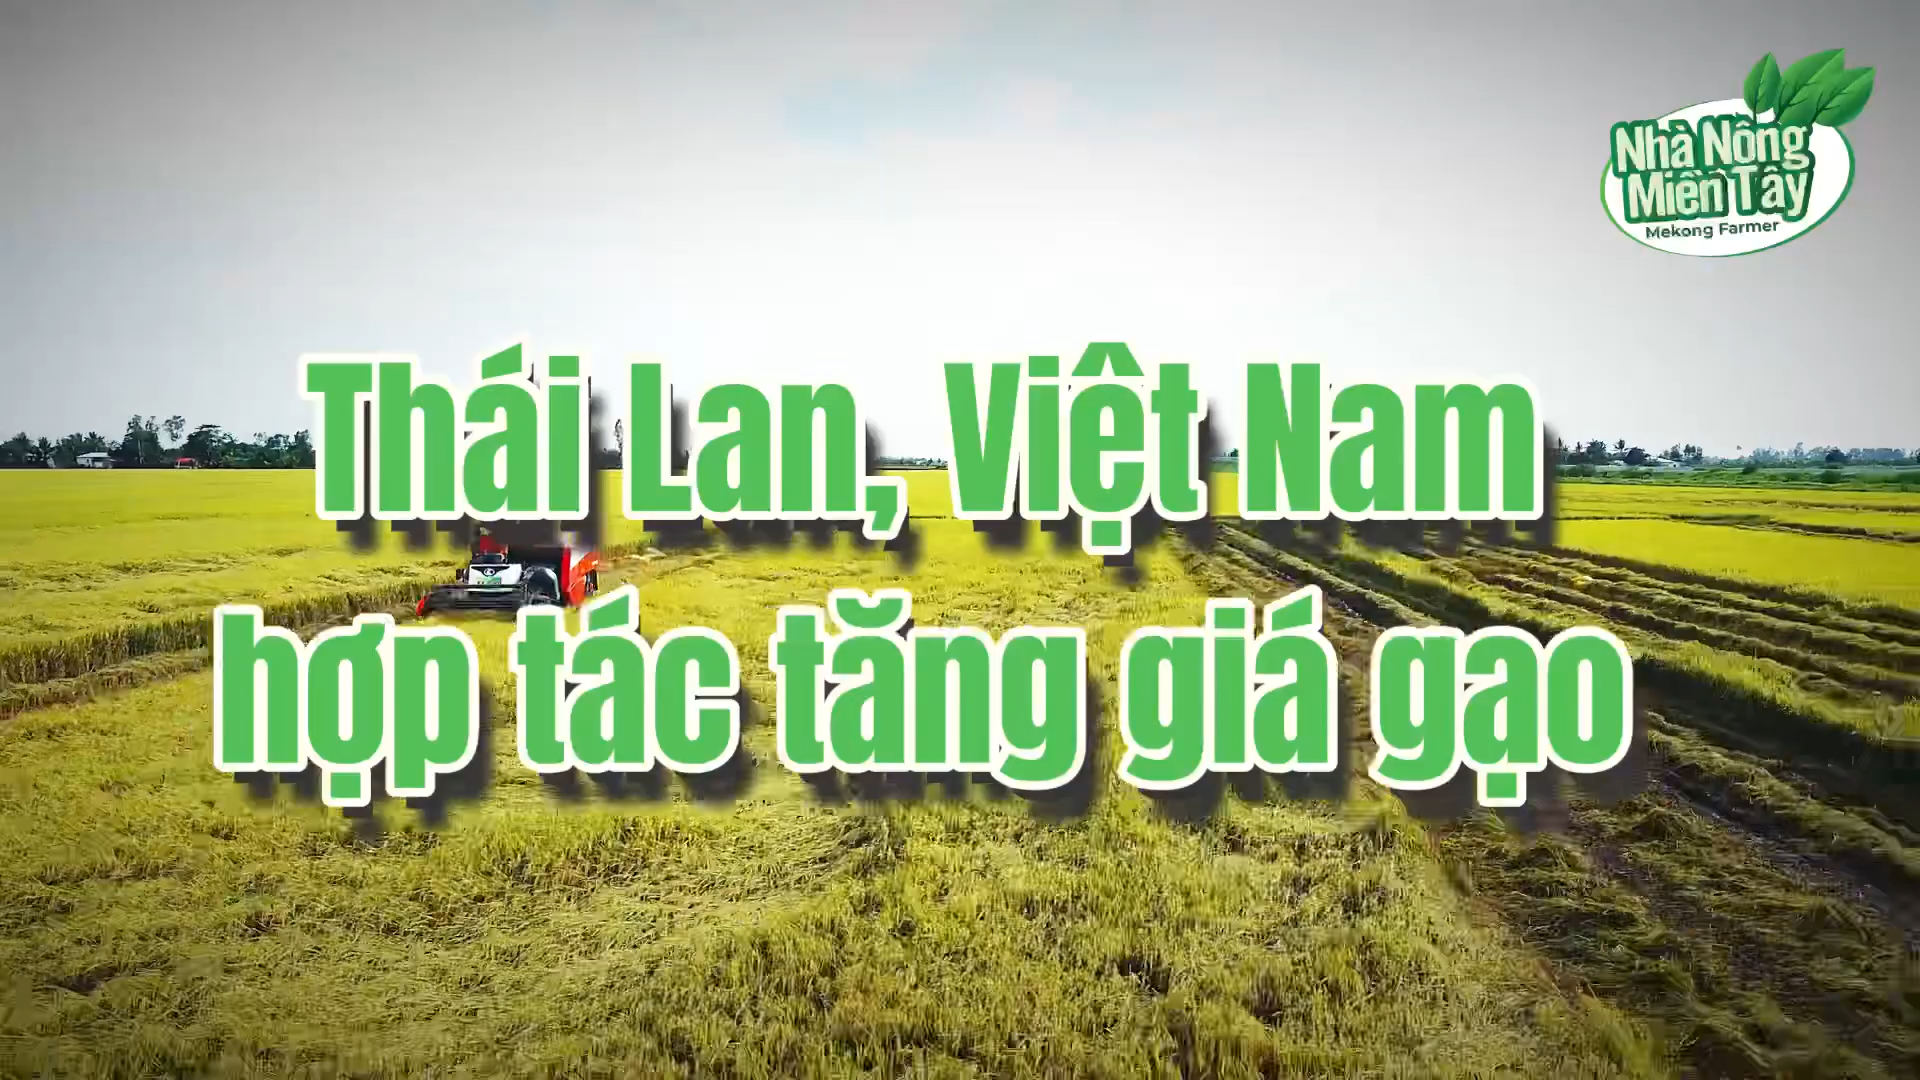 Nhà Nông
Miền Tây
Mekong Farmer
Thái Lan, Việt Nam
hợp tác tăng giá gạo